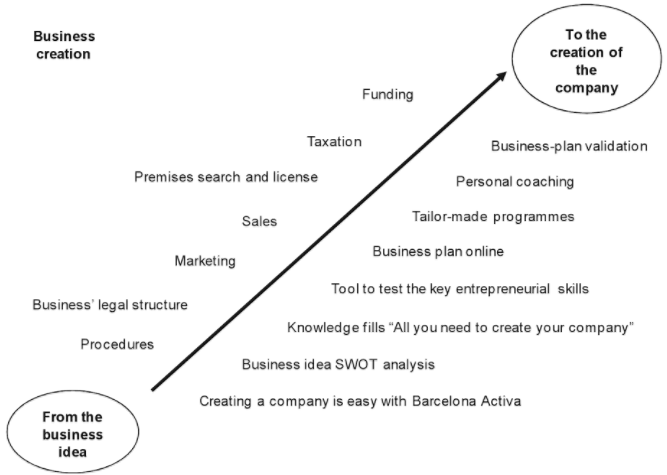 Business
creation
To the
creation of
the
company
Funding
Taxation
Business-plan validation
Premises search and license
Personal coaching
Sales
Tailor-made programmes
Marketing
Business plan online
Business’ legal structure
Tool to test the key entrepreneurial skills
Procedures
Knowledge fills “All you need to create your company”
Business idea SWOT analysis
Creating a company is easy with Barcelona Activa
From the
business
idea